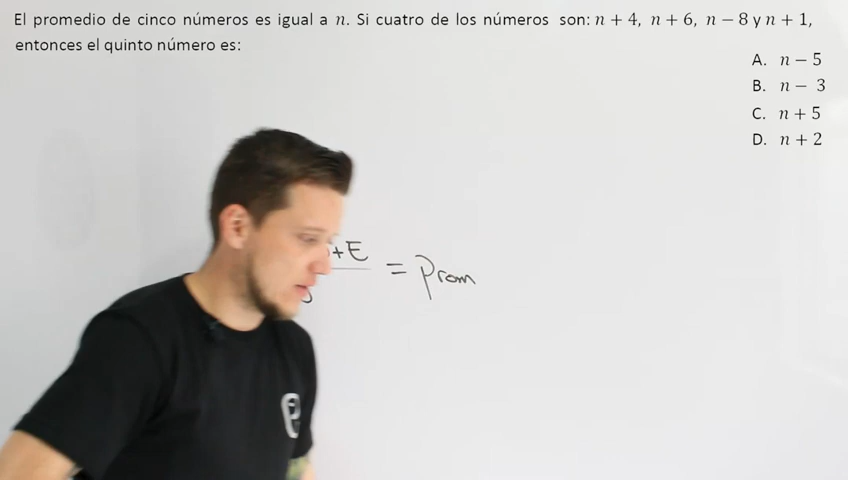 El promedio de cinco números es igual a n. Si cuatro de los números son: n + 4, n + 6, n − 8 y n + 1,
entonces el quinto número es:
A. n − 5
B. n − 3
C. n + 5
D. n + 2
+E
= Prom